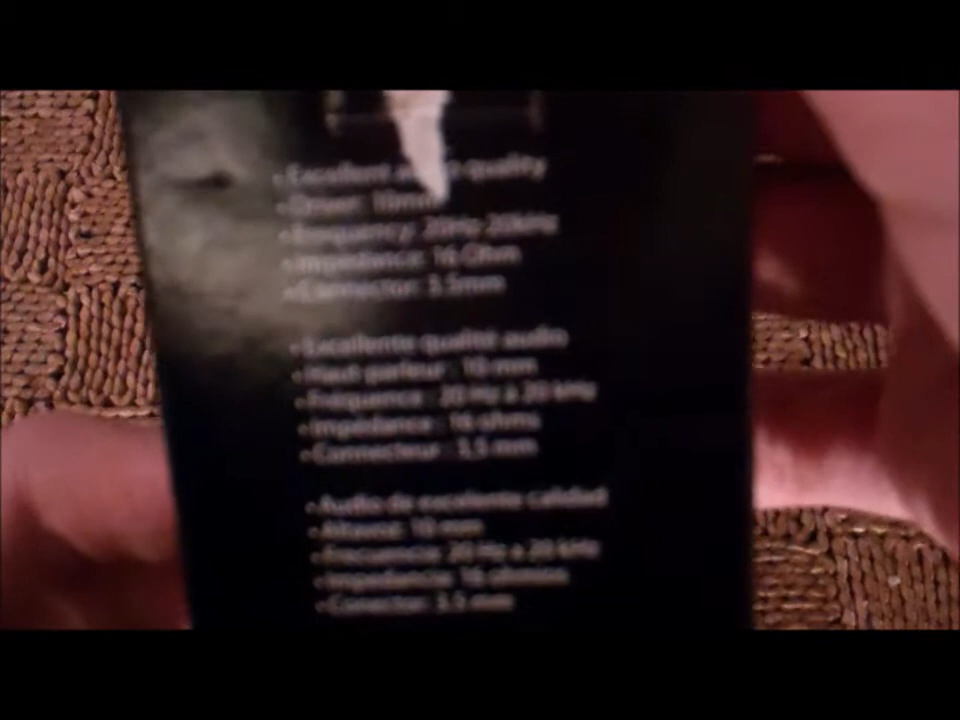 • Excellent audio quality
• Driver: 10mm
• Frequency: 20Hz-20kHz
• Impedance: 16 Ohm
• Connector: 3.5mm
• Excellente qualité audio
• Haut-parleur : 10 mm
• Fréquence : 20 Hz à 20 kHz
• Impédance : 16 ohms
• Connecteur : 3,5 mm
• Audio de excelente calidad
• Altavoz: 10 mm
• Frecuencia: 20 Hz a 20 kHz
• Impedancia: 16 ohmios
• Conector: 3.5 mm